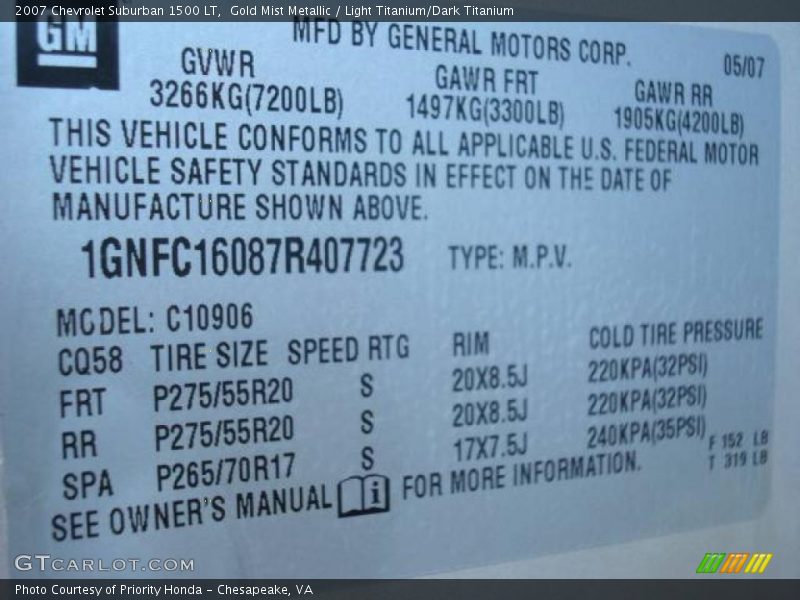 2007 Chevrolet Suburban 1500 LT,  Gold Mist Metallic / Light Titanium/Dark Titanium
GM
MFD BY GENERAL MOTORS CORP.
05/07
GVWR GAWR FRT GAWR RR
3266KG(7200LB) 1497KG(3300LB) 1905KG(4200LB)
THIS VEHICLE CONFORMS TO ALL APPLICABLE U.S. FEDERAL MOTOR
VEHICLE SAFETY STANDARDS IN EFFECT ON THE DATE OF
MANUFACTURE SHOWN ABOVE.
1GNFC16087R407723 TYPE: M.P.V.
MODEL: C10906
CQ58 TIRE SIZE SPEED RTG RIM COLD TIRE PRESSURE
FRT P275/55R20 S 20X8.5J 220KPA(32PSI)
RR P275/55R20 S 20X8.5J 220KPA(32PSI)
SPA P265/70R17 S 17X7.5J 240KPA(35PSI)
F 152 LB
T 319 LB
SEE OWNER'S MANUAL i FOR MORE INFORMATION.
GTCARLOT.COM
Photo Courtesy of Priority Honda - Chesapeake, VA